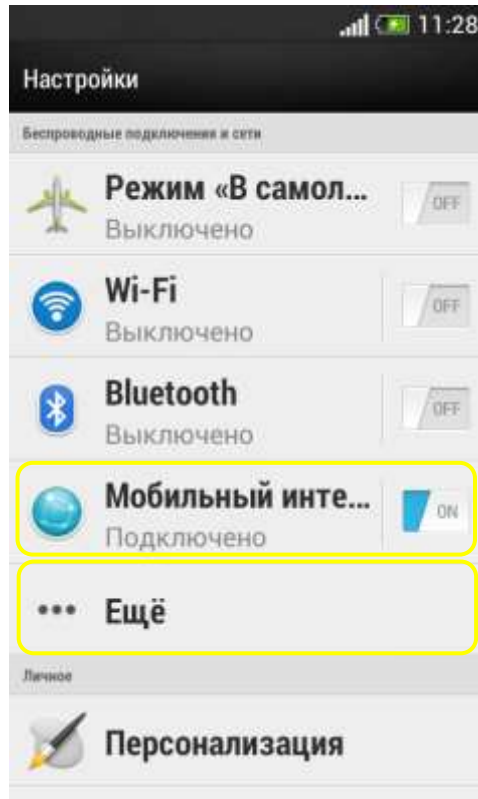 11:28
Настройки
Беспроводные подключения и сети
Режим «В самол...
OFF
Выключено
Wi-Fi
OFF
Выключено
Bluetooth
OFF
Выключено
Мобильный инте...
ON
Подключено
Ещё
Личное
Персонализация